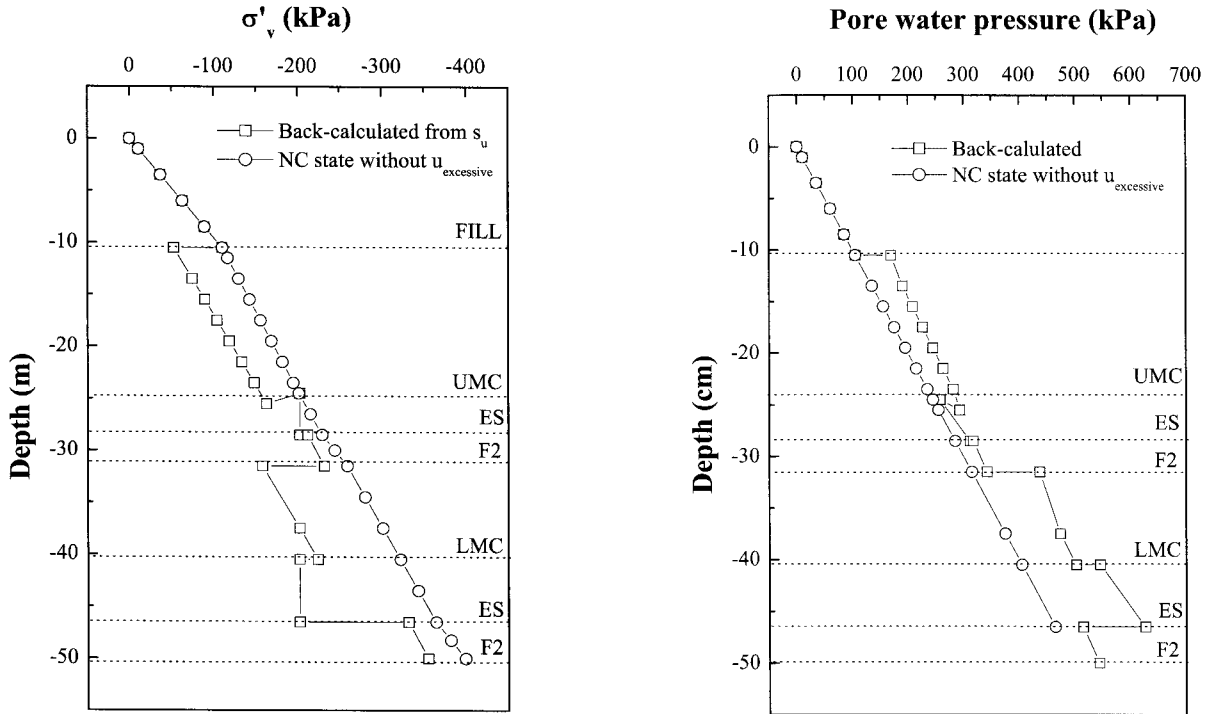 σ'v (kPa)
0 -100 -200 -300 -400
0
-10
-20
-30
-40
-50
Depth (m)
Back-calculated from su
NC state without uexcessive
FILL
UMC
ES
F2
LMC
ES
F2
Pore water pressure (kPa)
0 100 200 300 400 500 600 700
0
-10
-20
-30
-40
-50
Depth (cm)
Back-calulated
NC state without uexcessive
UMC
ES
F2
LMC
ES
F2